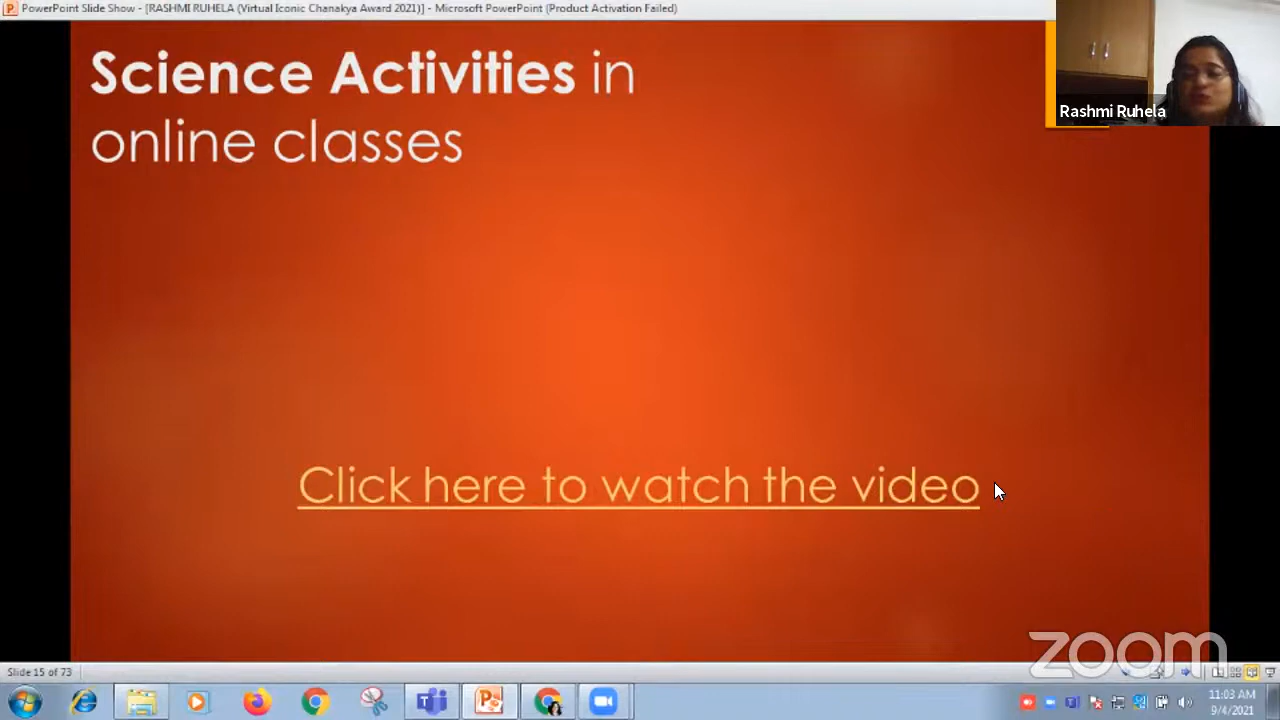 PowerPoint Slide Show - [RASHMI RUHELA (Virtual Iconic Chanakya Award 2021)] - Microsoft PowerPoint (Product Activation Failed)
Science Activities in
online classes
Rashmi Ruhela
Click here to watch the video
zoom
Slide 15 of 73
11:03 AM
9/4/2021